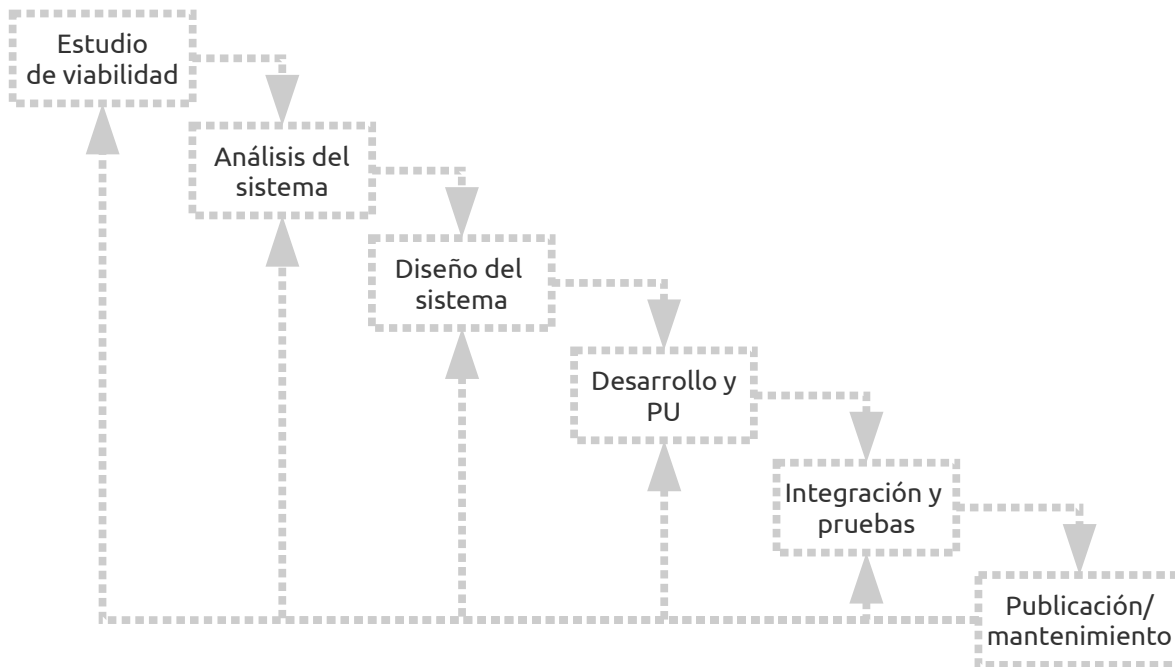 Estudio
de viabilidad
Análisis del
sistema
Diseño del
sistema
Desarrollo y
PU
Integración y
pruebas
Publicación/
mantenimiento